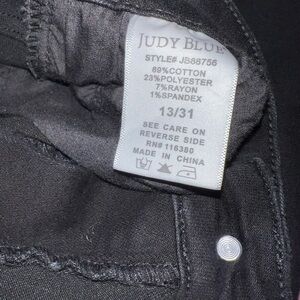 JUDY BLUE
STYLE# JB88756
69%COTTON
23%POLYESTER
7%RAYON
1%SPANDEX
13/31
SEE CARE ON
REVERSE SIDE
RN# 116380
MADE IN CHINA